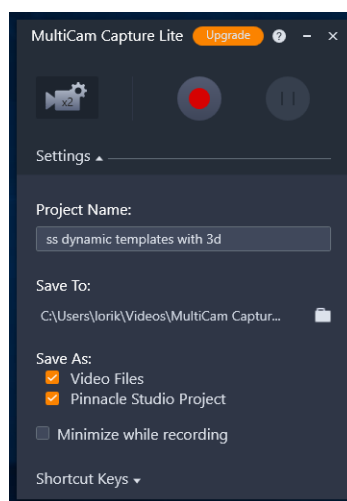 MultiCam Capture Lite Upgrade ? – ×
x2
Settings ▴
Project Name:
ss dynamic templates with 3d
Save To:
C:\Users\lorik\Videos\MultiCam Captur...
Save As:
Video Files
Pinnacle Studio Project
Minimize while recording
Shortcut Keys ▾